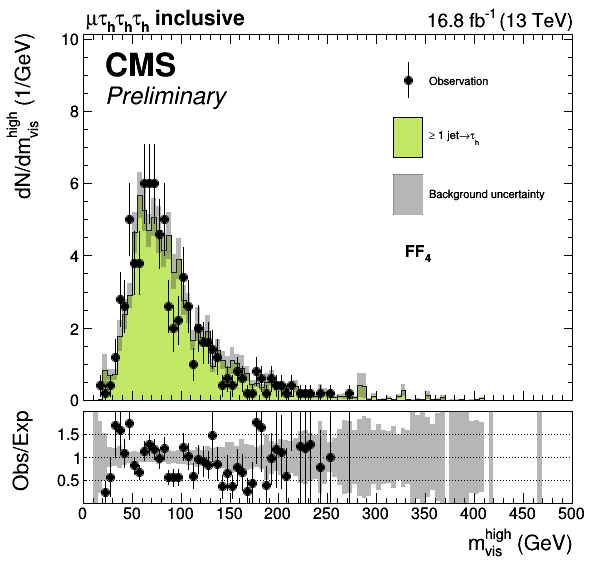 μτhτhτh inclusive
16.8 fb⁻¹ (13 TeV)
dN/dm_vis^high (1/GeV)
10
8
6
4
2
0
CMS
Preliminary
Observation
≥ 1 jet→τh
Background uncertainty
FF4
Obs/Exp
1.5
1
0.5
0 50 100 150 200 250 300 350 400 450 500
m_vis^high (GeV)